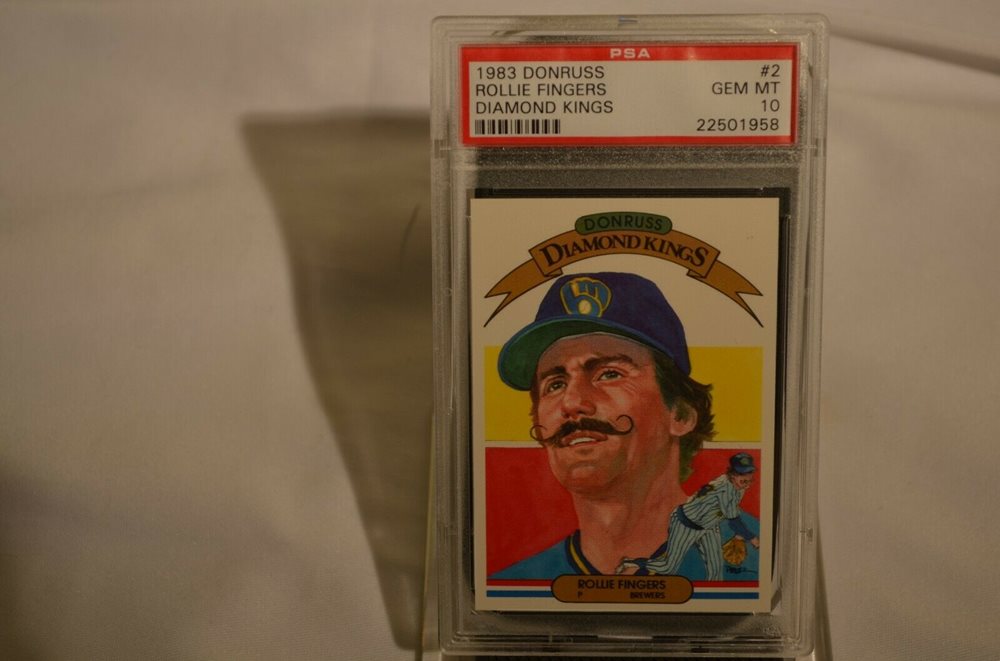 PSA
1983 DONRUSS #2
ROLLIE FINGERS GEM MT
DIAMOND KINGS 10
22501958
DONRUSS
DIAMOND KINGS
ROLLIE FINGERS
P BREWERS